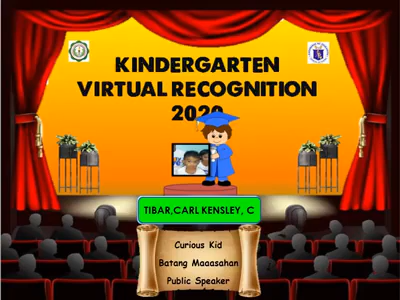 KINDERGARTEN
VIRTUAL RECOGNITION
2020
TIBAR,CARL KENSLEY, C
Curious Kid
Batang Maaasahan
Public Speaker